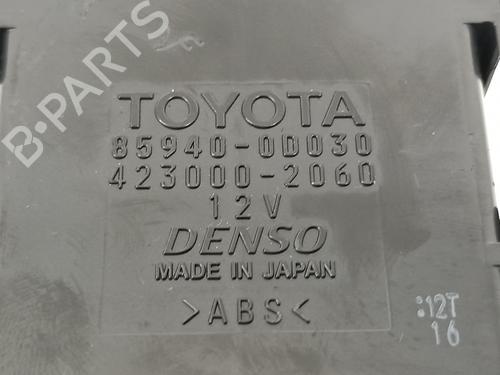 B-PARTS
TOYOTA
85940-0D030
423000-2060
12V
DENSO
MADE IN JAPAN
>ABS<
:12T
16